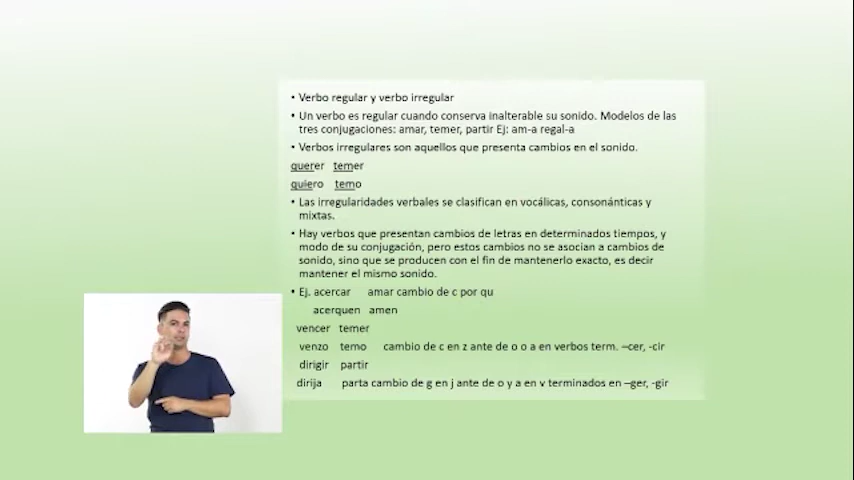 • Verbo regular y verbo irregular
• Un verbo es regular cuando conserva inalterable su sonido. Modelos de las
tres conjugaciones: amar, temer, partir Ej: am-a regal-a
• Verbos irregulares son aquellos que presenta cambios en el sonido.
querer temer
quiero temo
• Las irregularidades verbales se clasifican en vocálicas, consonánticas y
mixtas.
• Hay verbos que presentan cambios de letras en determinados tiempos, y
modo de su conjugación, pero estos cambios no se asocian a cambios de
sonido, sino que se producen con el fin de mantenerlo exacto, es decir
mantener el mismo sonido.
• Ej. acercar amar cambio de c por qu
acerquen amen
vencer temer
venzo temo cambio de c en z ante de o o a en verbos term. –cer, -cir
dirigir partir
dirija parta cambio de g en j ante de o y a en v terminados en –ger, -gir